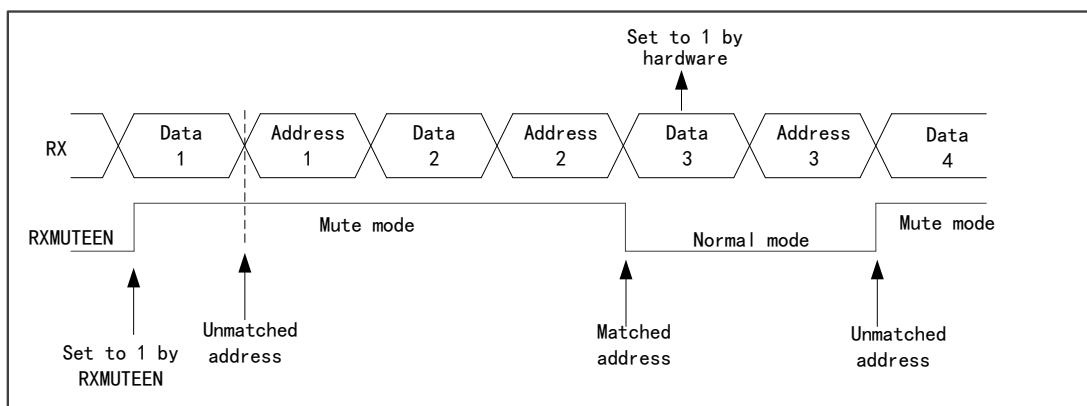 Set to 1 by
hardware
RX
Data
1
Address
1
Data
2
Address
2
Data
3
Address
3
Data
4
RXMUTEEN
Mute mode
Normal mode
Mute mode
Set to 1 by
RXMUTEEN
Unmatched
address
Matched
address
Unmatched
address